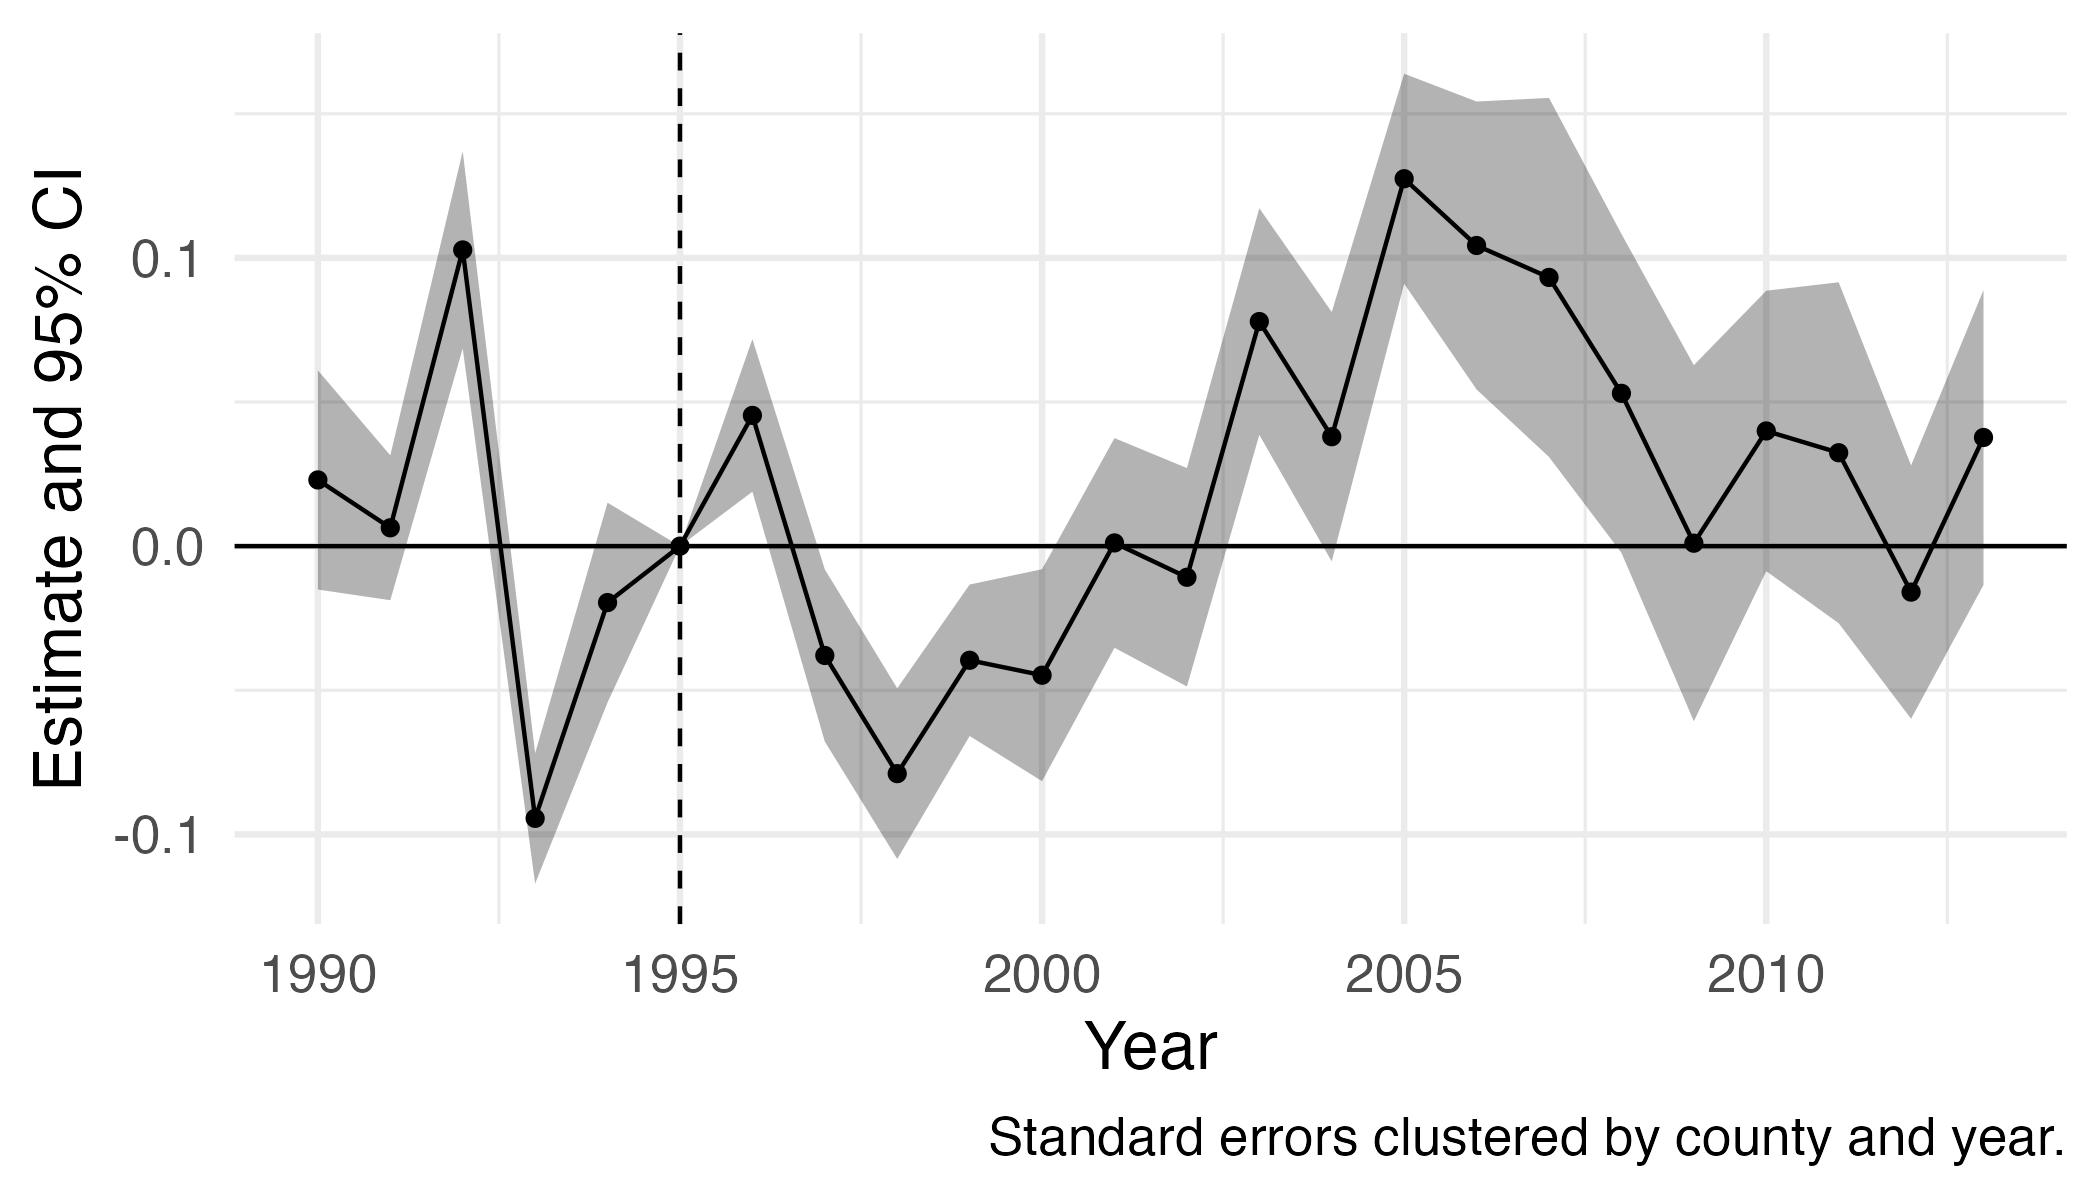 Estimate and 95% CI
0.1
0.0
-0.1
1990 1995 2000 2005 2010
Year
Standard errors clustered by county and year.